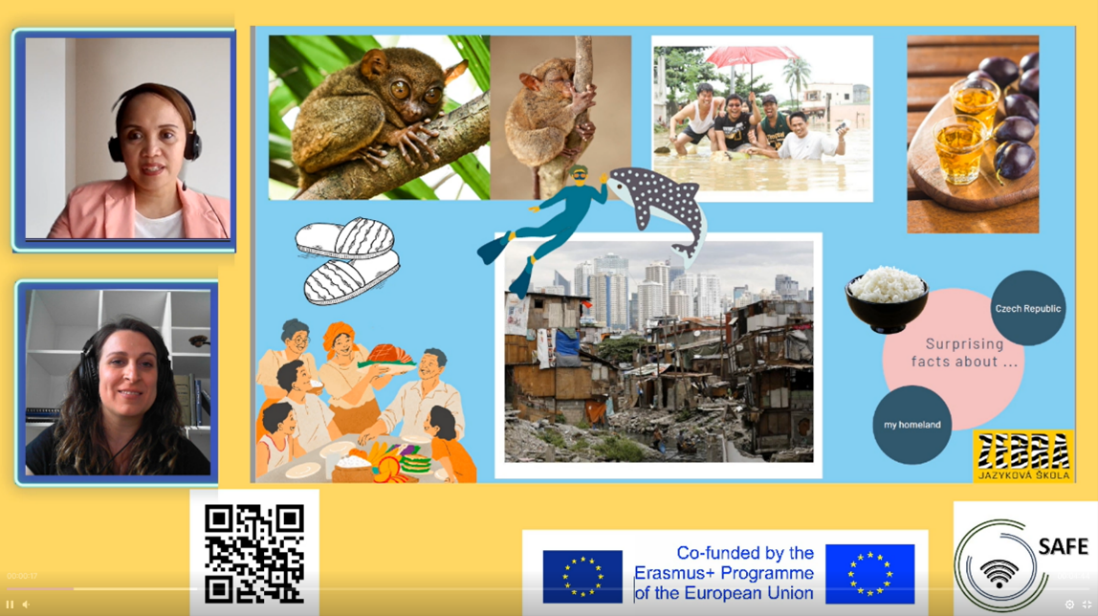 Czech Republic
Surprising
facts about ...
my homeland
ZEBRA
JAZYKOVÁ ŠKOLA
Co-funded by the
Erasmus+ Programme
of the European Union
SAFE